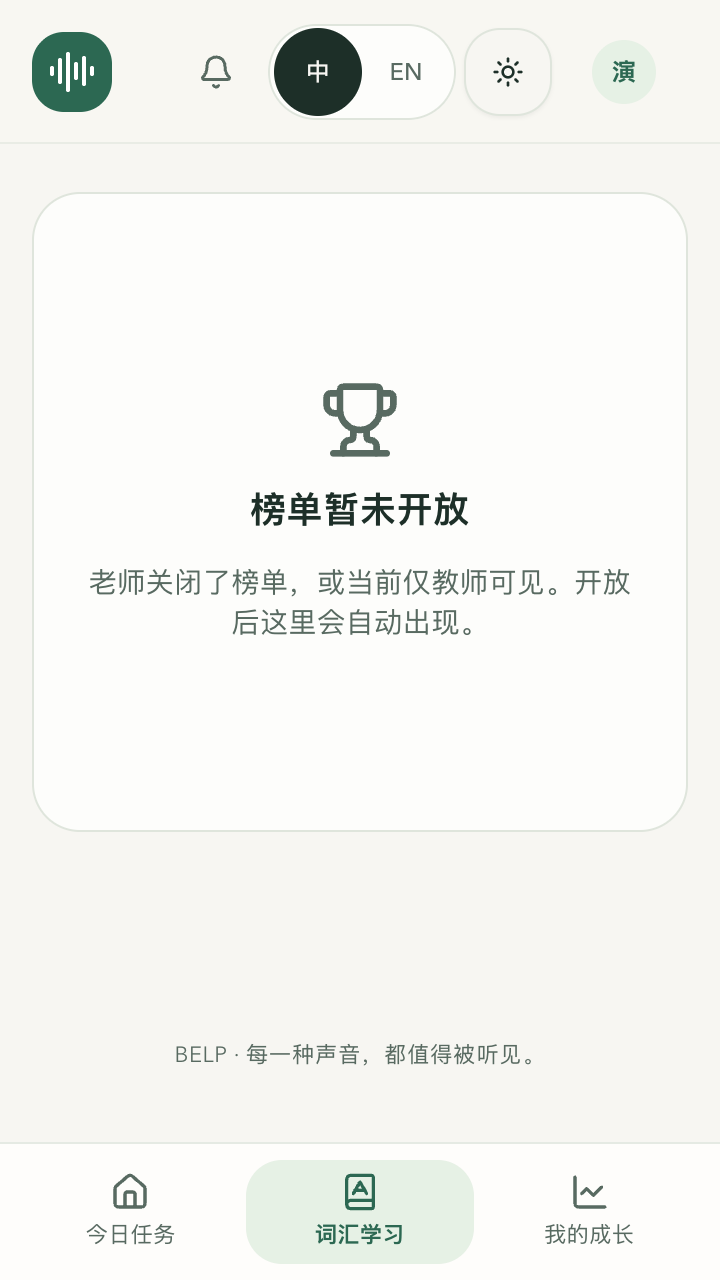 中
EN
演
榜单暂未开放
老师关闭了榜单，或当前仅教师可见。开放
后这里会自动出现。
BELP · 每一种声音，都值得被听见。
今日任务
词汇学习
我的成长